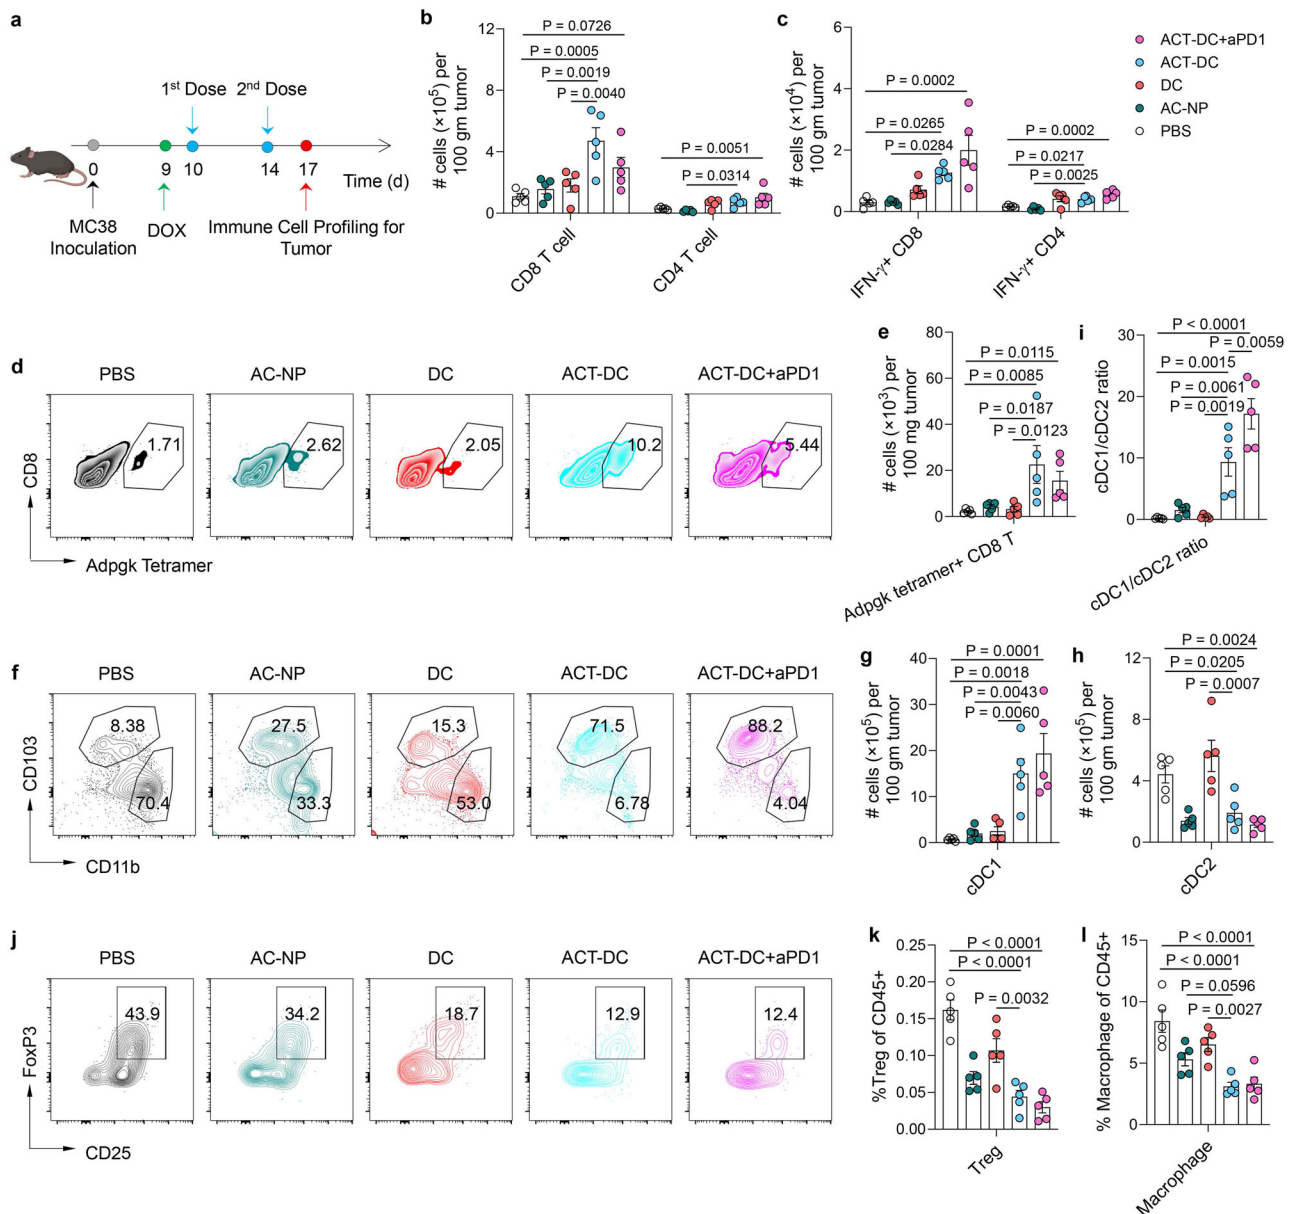 a
1st Dose 2nd Dose
0 9 10 14 17 Time (d)
MC38
Inoculation
DOX
Immune Cell Profiling for
Tumor
b
# cells (×10⁵) per
100 gm tumor
12
8
4
0
P = 0.0726
P = 0.0005
P = 0.0019
P = 0.0040
P = 0.0051
P = 0.0314
CD8 T cell
CD4 T cell
c
# cells (×10⁴) per
100 gm tumor
6
4
2
0
P = 0.0002
P = 0.0265
P = 0.0284
P = 0.0002
P = 0.0217
P = 0.0025
IFN-γ+ CD8
IFN-γ+ CD4
ACT-DC+aPD1
ACT-DC
DC
AC-NP
PBS
d
PBS AC-NP DC ACT-DC ACT-DC+aPD1
1.71 2.62 2.05 10.2 5.44
CD8
Adpgk Tetramer
e
# cells (×10³) per
100 mg tumor
80
60
40
20
0
P = 0.0115
P = 0.0085
P = 0.0187
P = 0.0123
Adpgk tetramer+ CD8 T
i
cDC1/cDC2 ratio
30
20
10
0
P < 0.0001
P = 0.0059
P = 0.0015
P = 0.0061
P = 0.0019
cDC1/cDC2 ratio
f
PBS AC-NP DC ACT-DC ACT-DC+aPD1
8.38 27.5 15.3 71.5 88.2
70.4 33.3 53.0 6.78 4.04
CD103
CD11b
g
# cells (×10⁵) per
100 gm tumor
40
30
20
10
0
P = 0.0001
P = 0.0018
P = 0.0043
P = 0.0060
cDC1
h
# cells (×10⁵) per
100 gm tumor
12
8
4
0
P = 0.0024
P = 0.0205
P = 0.0007
cDC2
j
PBS AC-NP DC ACT-DC ACT-DC+aPD1
43.9 34.2 18.7 12.9 12.4
FoxP3
CD25
k
%Treg of CD45+
0.25
0.20
0.15
0.10
0.05
0.00
P < 0.0001
P < 0.0001
P = 0.0032
Treg
l
% Macrophage of CD45+
15
10
5
0
P < 0.0001
P < 0.0001
P = 0.0596
P = 0.0027
Macrophage